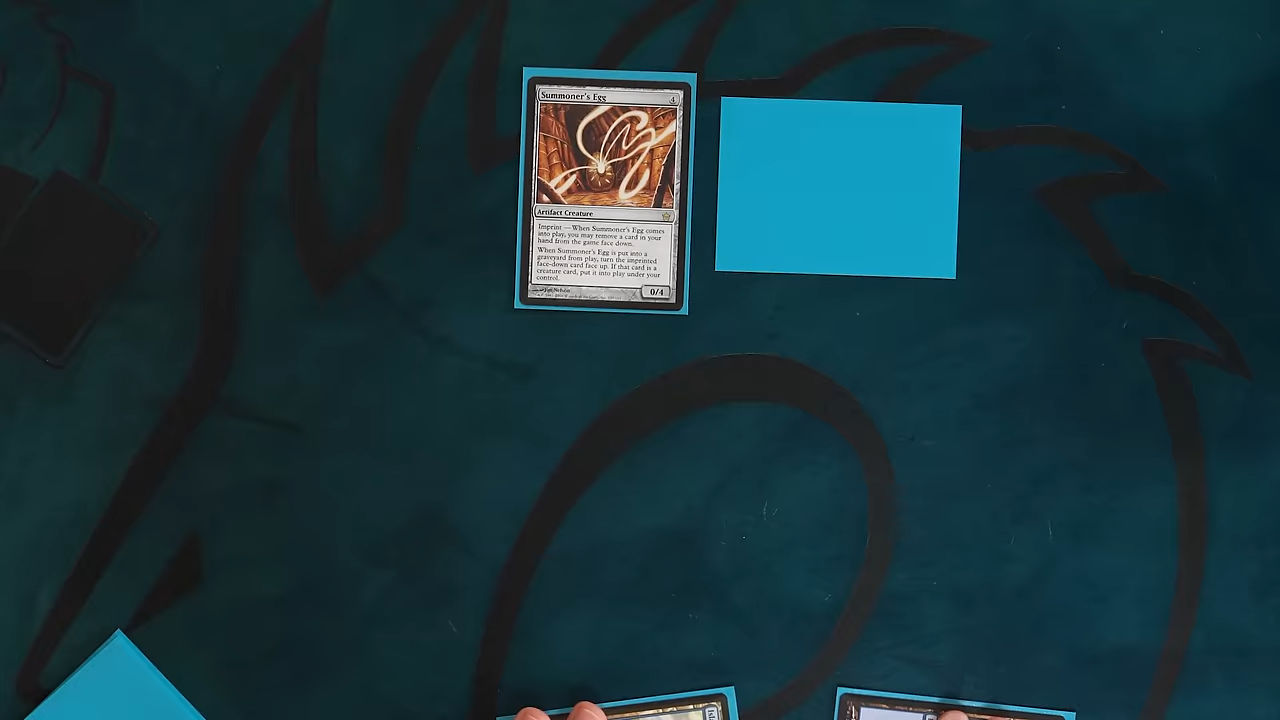 Summoner's Egg 4
Artifact Creature
Imprint — When Summoner's Egg comes
into play, you may remove a card in your
hand from the game face down.
When Summoner's Egg is put into a
graveyard from play, turn the imprinted
face-down card face up. If that card is a
creature card, put it into play under your
control.
0/4